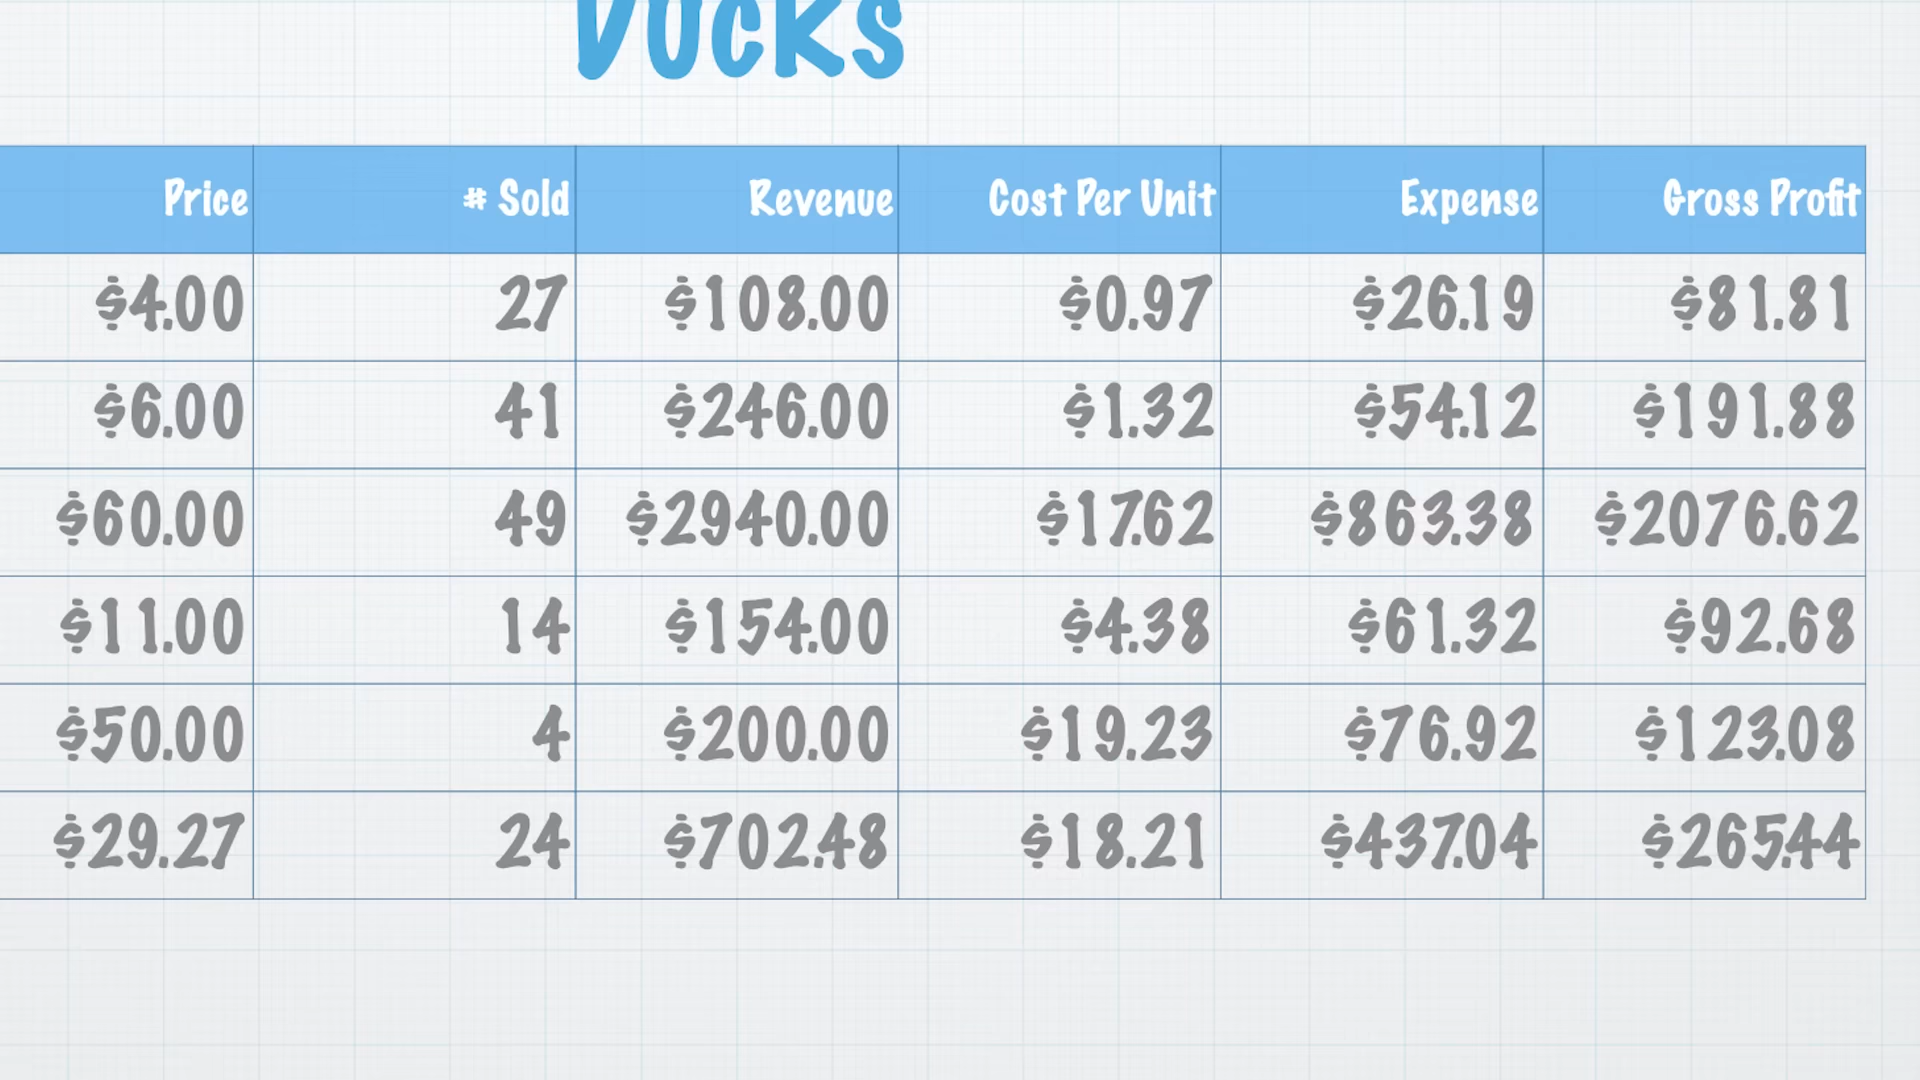 DUCKS
Price # Sold Revenue Cost Per Unit Expense Gross Profit
$4.00 27 $108.00 $0.97 $26.19 $81.81
$6.00 41 $246.00 $1.32 $54.12 $191.88
$60.00 49 $2940.00 $17.62 $863.38 $2076.62
$11.00 14 $154.00 $4.38 $61.32 $92.68
$50.00 4 $200.00 $19.23 $76.92 $123.08
$29.27 24 $702.48 $18.21 $437.04 $265.44